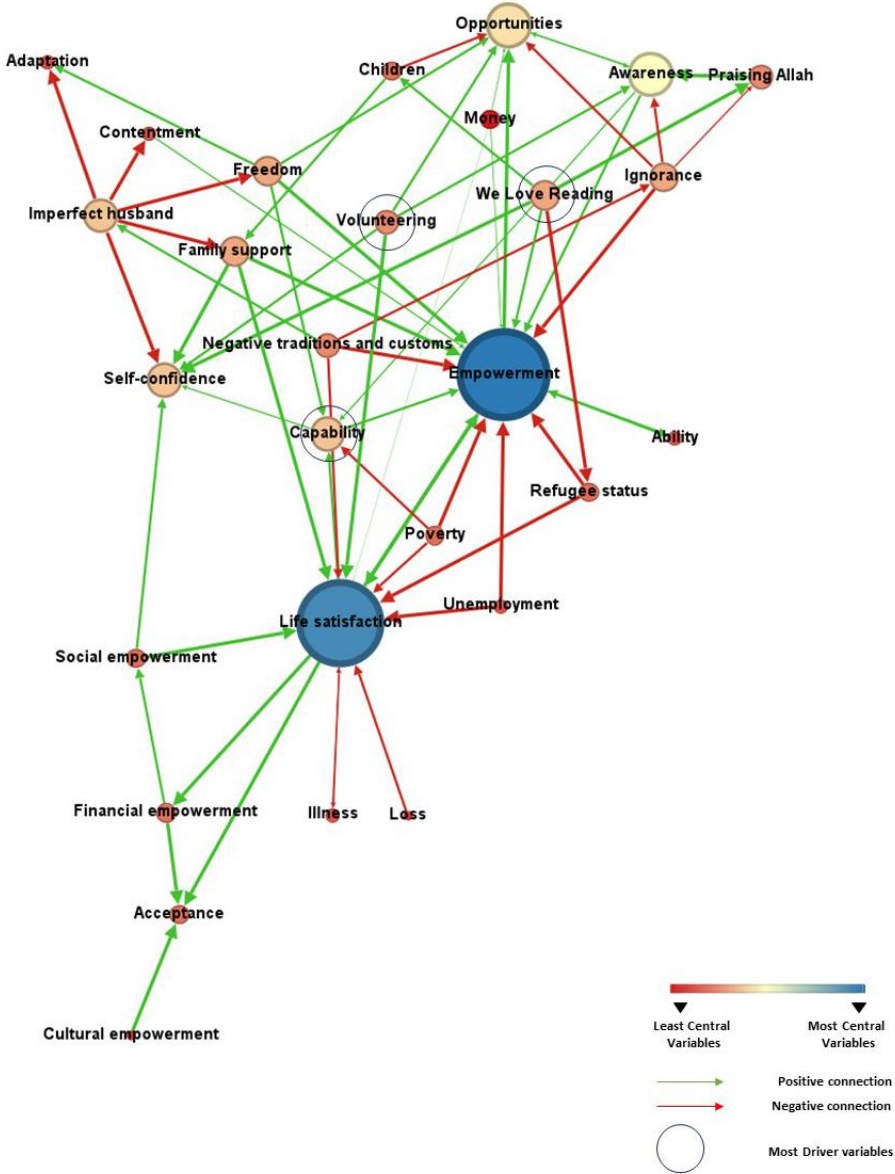 Opportunities
Adaptation
Children
Awareness
Praising Allah
Money
Contentment
Freedom
Ignorance
We Love Reading
Imperfect husband
Volunteering
Family support
Negative traditions and customs
Empowerment
Self-confidence
Capability
Ability
Refugee status
Poverty
Unemployment
Life satisfaction
Social empowerment
Financial empowerment
Illness
Loss
Acceptance
Cultural empowerment
Least Central
Variables
Most Central
Variables
Positive connection
Negative connection
Most Driver variables